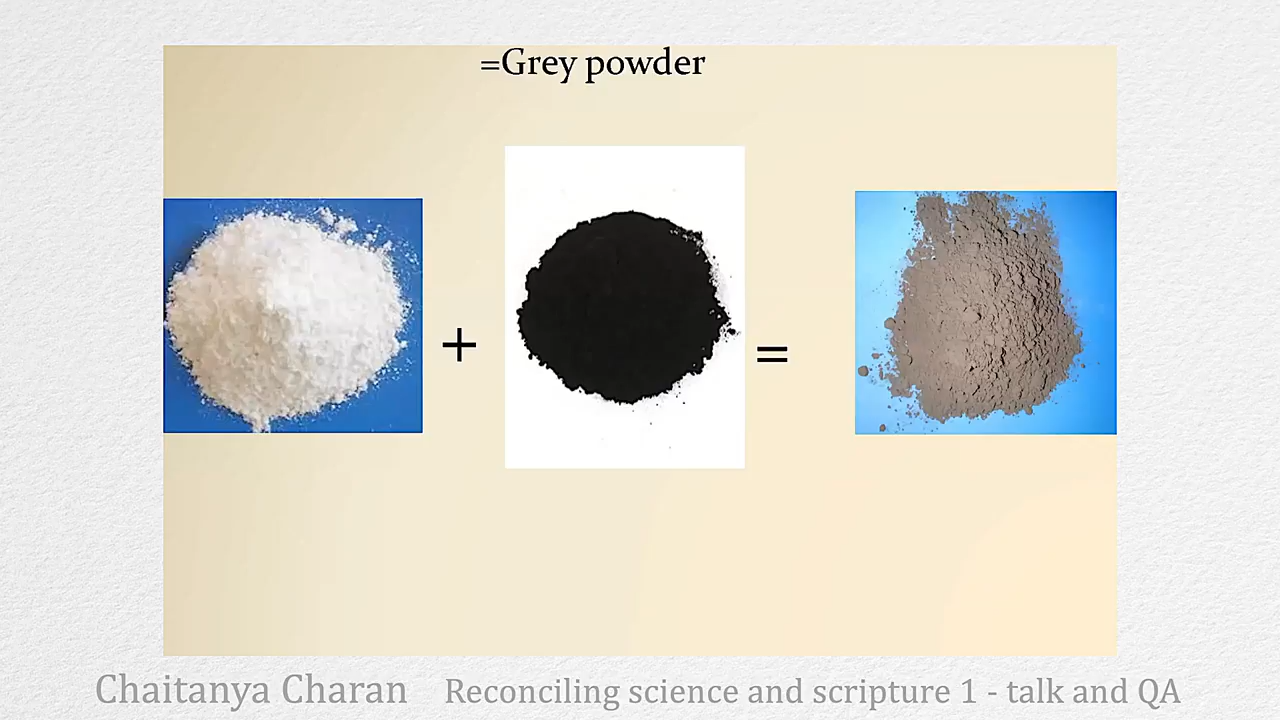 =Grey powder
+
=
Chaitanya Charan Reconciling science and scripture 1 - talk and QA